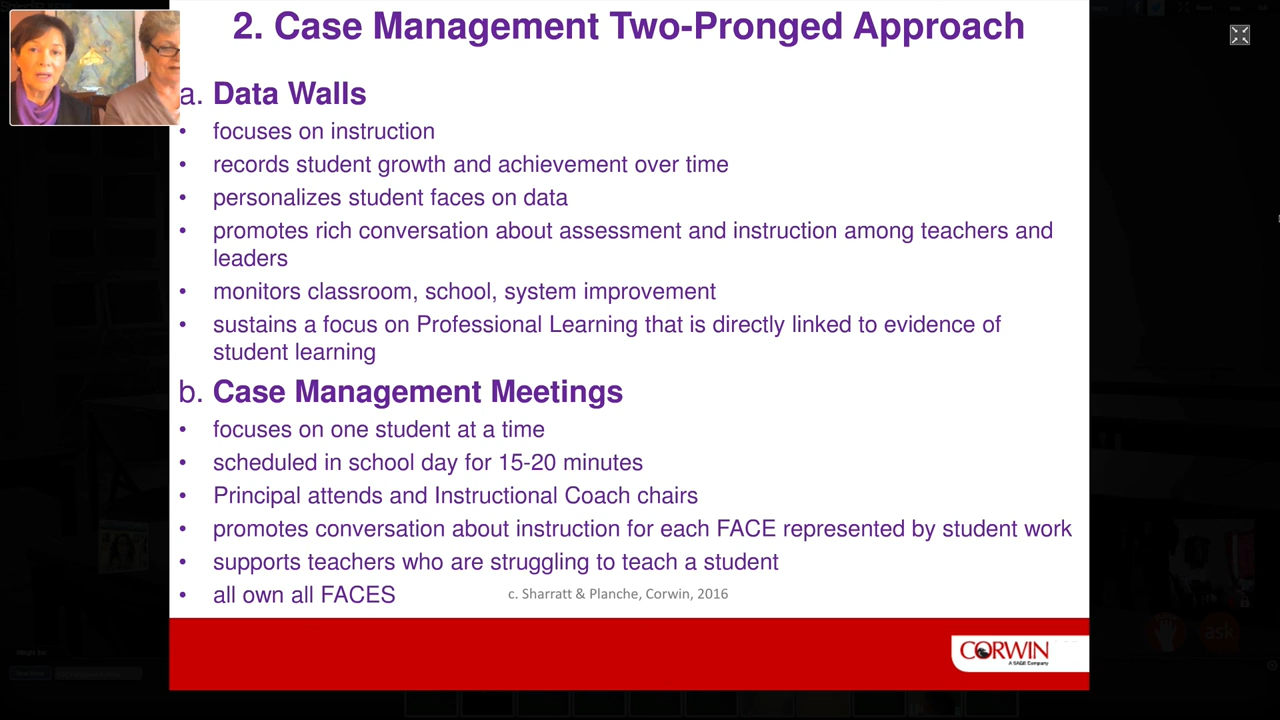 2. Case Management Two-Pronged Approach
a. Data Walls
• focuses on instruction
• records student growth and achievement over time
• personalizes student faces on data
• promotes rich conversation about assessment and instruction among teachers and
leaders
• monitors classroom, school, system improvement
• sustains a focus on Professional Learning that is directly linked to evidence of
student learning
b. Case Management Meetings
• focuses on one student at a time
• scheduled in school day for 15-20 minutes
• Principal attends and Instructional Coach chairs
• promotes conversation about instruction for each FACE represented by student work
• supports teachers who are struggling to teach a student
• all own all FACES
c. Sharratt & Planche, Corwin, 2016
ask
CORWIN
A SAGE Company